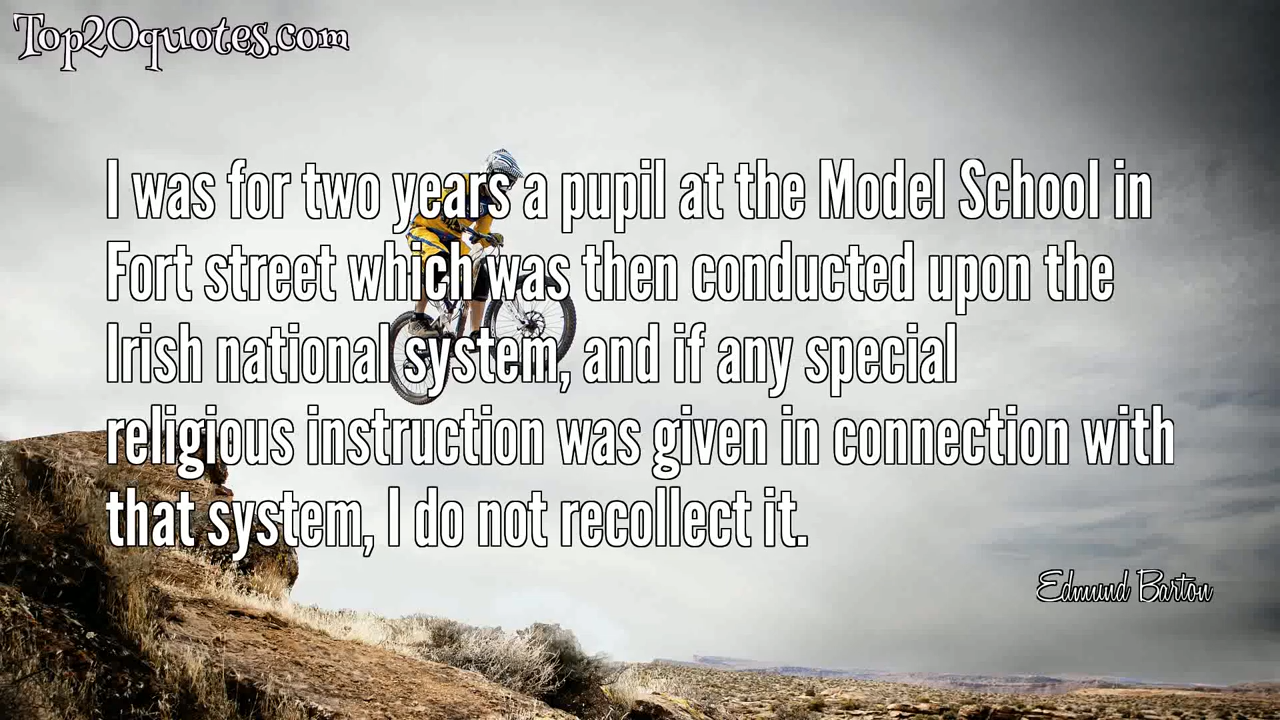 Top20quotes.com
I was for two years a pupil at the Model School in
Fort street which was then conducted upon the
Irish national system, and if any special
religious instruction was given in connection with
that system, I do not recollect it.
Edmund Barton